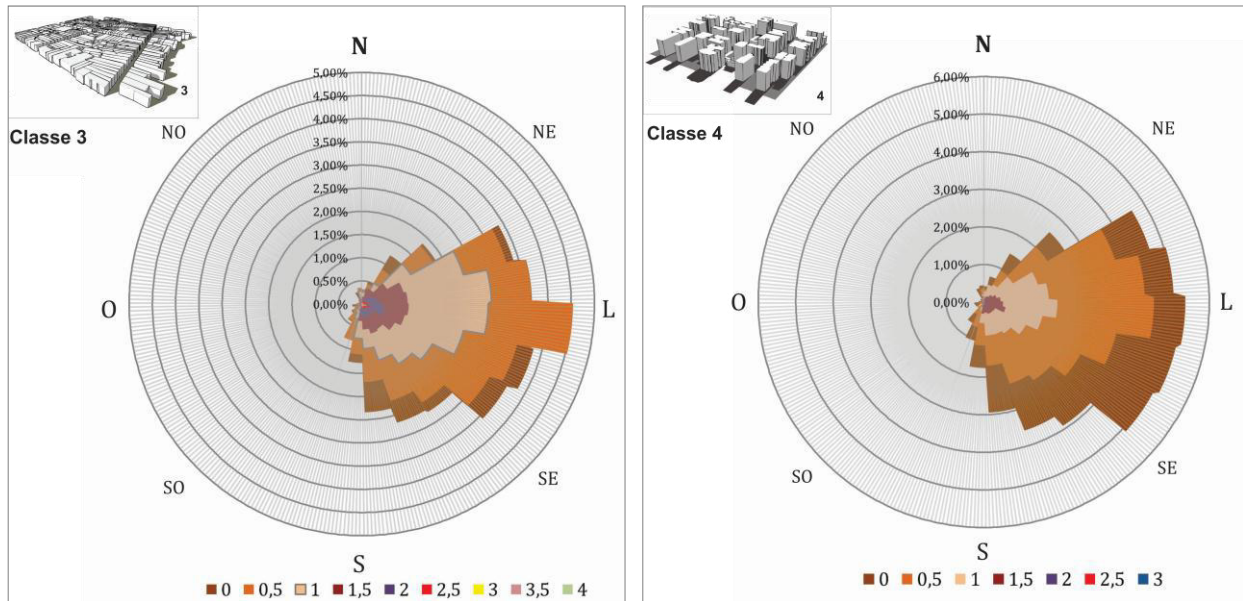 3
Classe 3
N
NO
NE
5,00%
4,50%
4,00%
3,50%
3,00%
2,50%
2,00%
1,50%
1,00%
0,50%
0,00%
O
L
SO
SE
S
0 0,5 1 1,5 2 2,5 3 3,5 4
4
Classe 4
N
NO
NE
6,00%
5,00%
4,00%
3,00%
2,00%
1,00%
0,00%
O
L
SO
SE
S
0 0,5 1 1,5 2 2,5 3